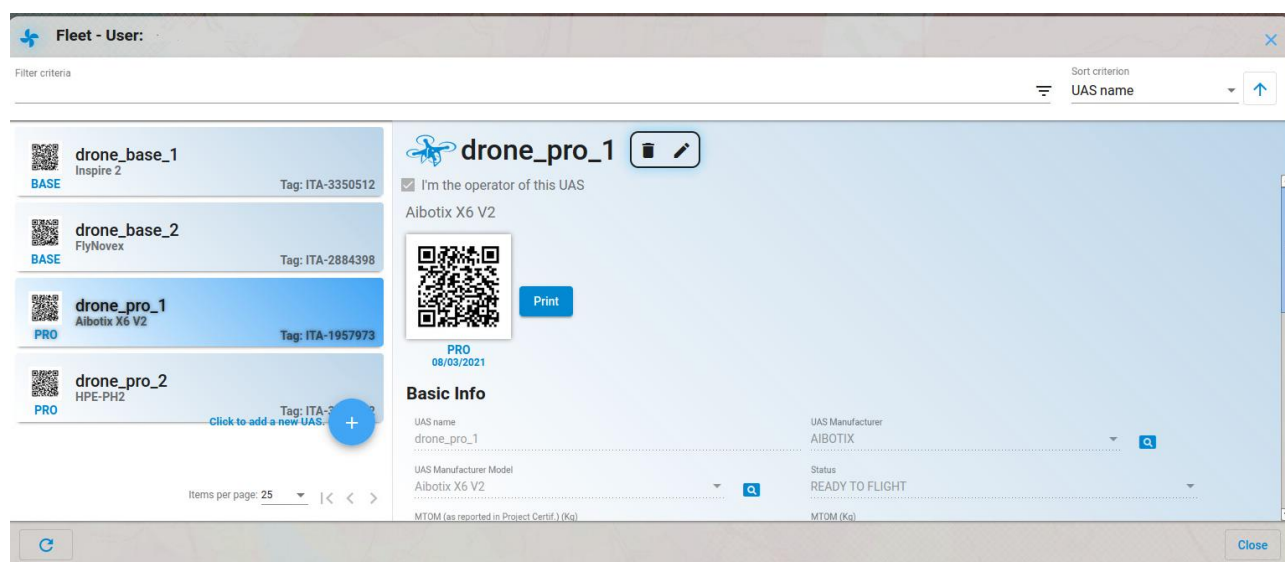 Fleet - User:
Filter criteria
Sort criterion
UAS name
drone_base_1
Inspire 2
BASE
Tag: ITA-3350512
drone_base_2
FlyNovex
BASE
Tag: ITA-2884398
drone_pro_1
Aibotix X6 V2
PRO
Tag: ITA-1957973
drone_pro_2
HPE-PH2
PRO
Tag:
Click to add a new UAS.
Items per page: 25
drone_pro_1
I'm the operator of this UAS
Aibotix X6 V2
Print
PRO
08/03/2021
Basic Info
UAS name
drone_pro_1
UAS Manufacturer
AIBOTIX
UAS Manufacturer Model
Aibotix X6 V2
Status
READY TO FLIGHT
MTOM (as reported in Project Certif.) (Kg)
MTOM (Kg)
Close